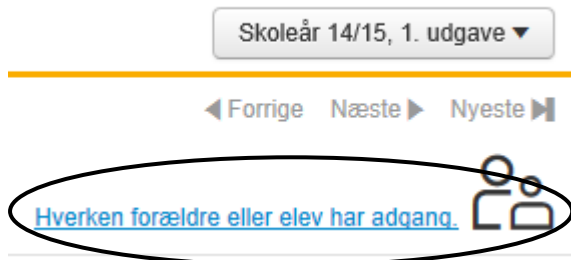 Skoleår 14/15, 1. udgave
Forrige Næste Nyeste
Hverken forældre eller elev har adgang.